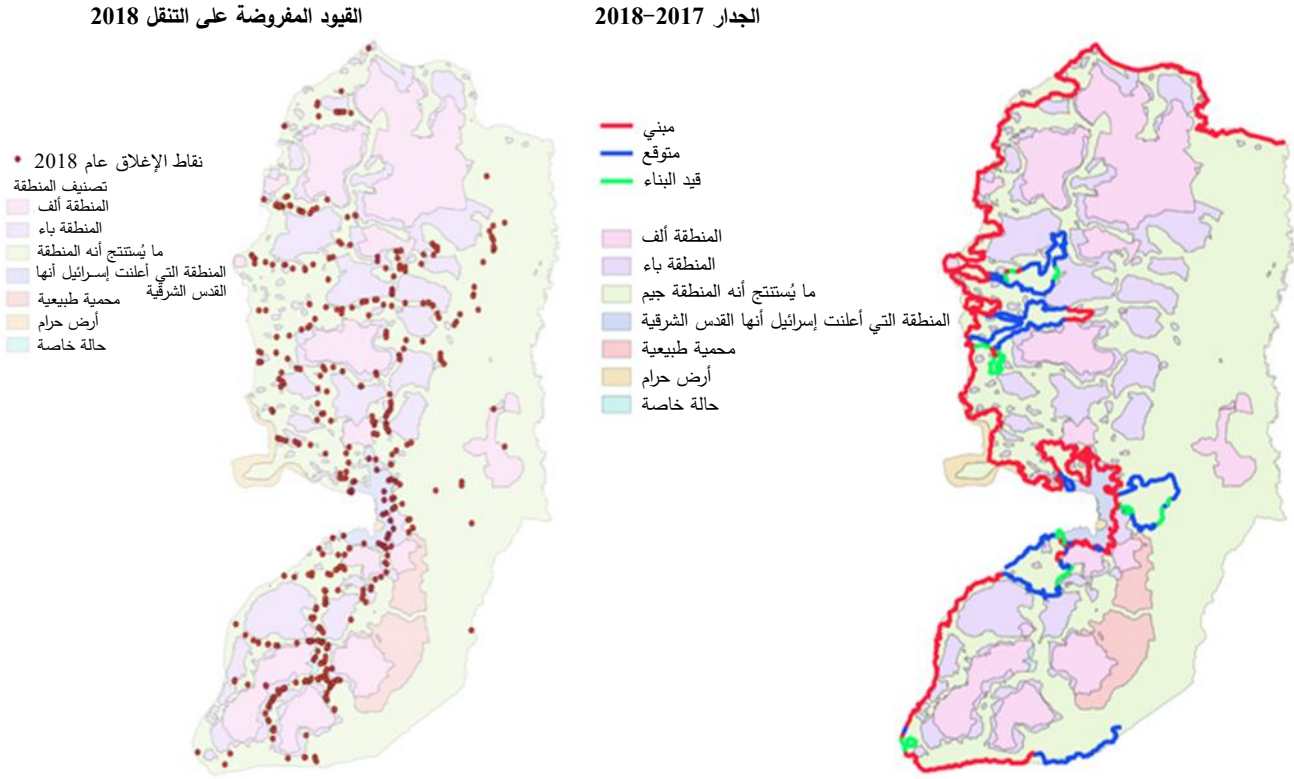 الجدار 2017-2018
القيود المفروضة على التنقل 2018
مبني
متوقع
قيد البناء
المنطقة ألف
المنطقة باء
ما يُستنتج أنه المنطقة جيم
المنطقة التي أعلنت إسرائيل أنها القدس الشرقية
محمية طبيعية
أرض حرام
حالة خاصة
نقاط الإغلاق عام 2018
تصنيف المنطقة
المنطقة ألف
المنطقة باء
ما يُستنتج أنه المنطقة
المنطقة التي أعلنت إسرائيل أنها
القدس الشرقية
محمية طبيعية
أرض حرام
حالة خاصة